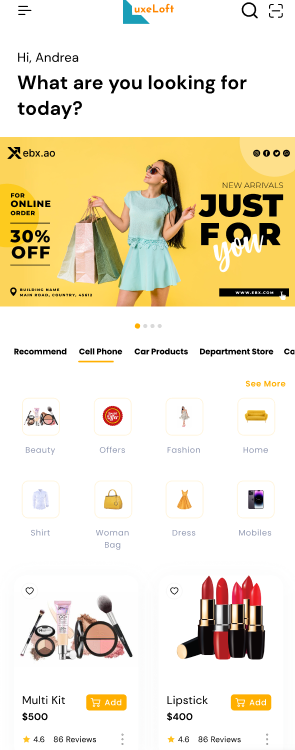 uxeLoft
Hi, Andrea
What are you looking for
today?
ebx.ao
FOR
ONLINE
ORDER
30%
OFF
NEW ARRIVALS
JUST
FOR
you
BUILDING NAME
MAIN ROAD, COUNTRY, 45612
WWW.EBX.COM
Recommend Cell Phone Car Products Department Store Ca
See More
Beauty Offers Fashion Home
Shirt Woman Bag Dress Mobiles
Multi Kit Add
$500
4.6 86 Reviews
Lipstick Add
$400
4.6 86 Reviews